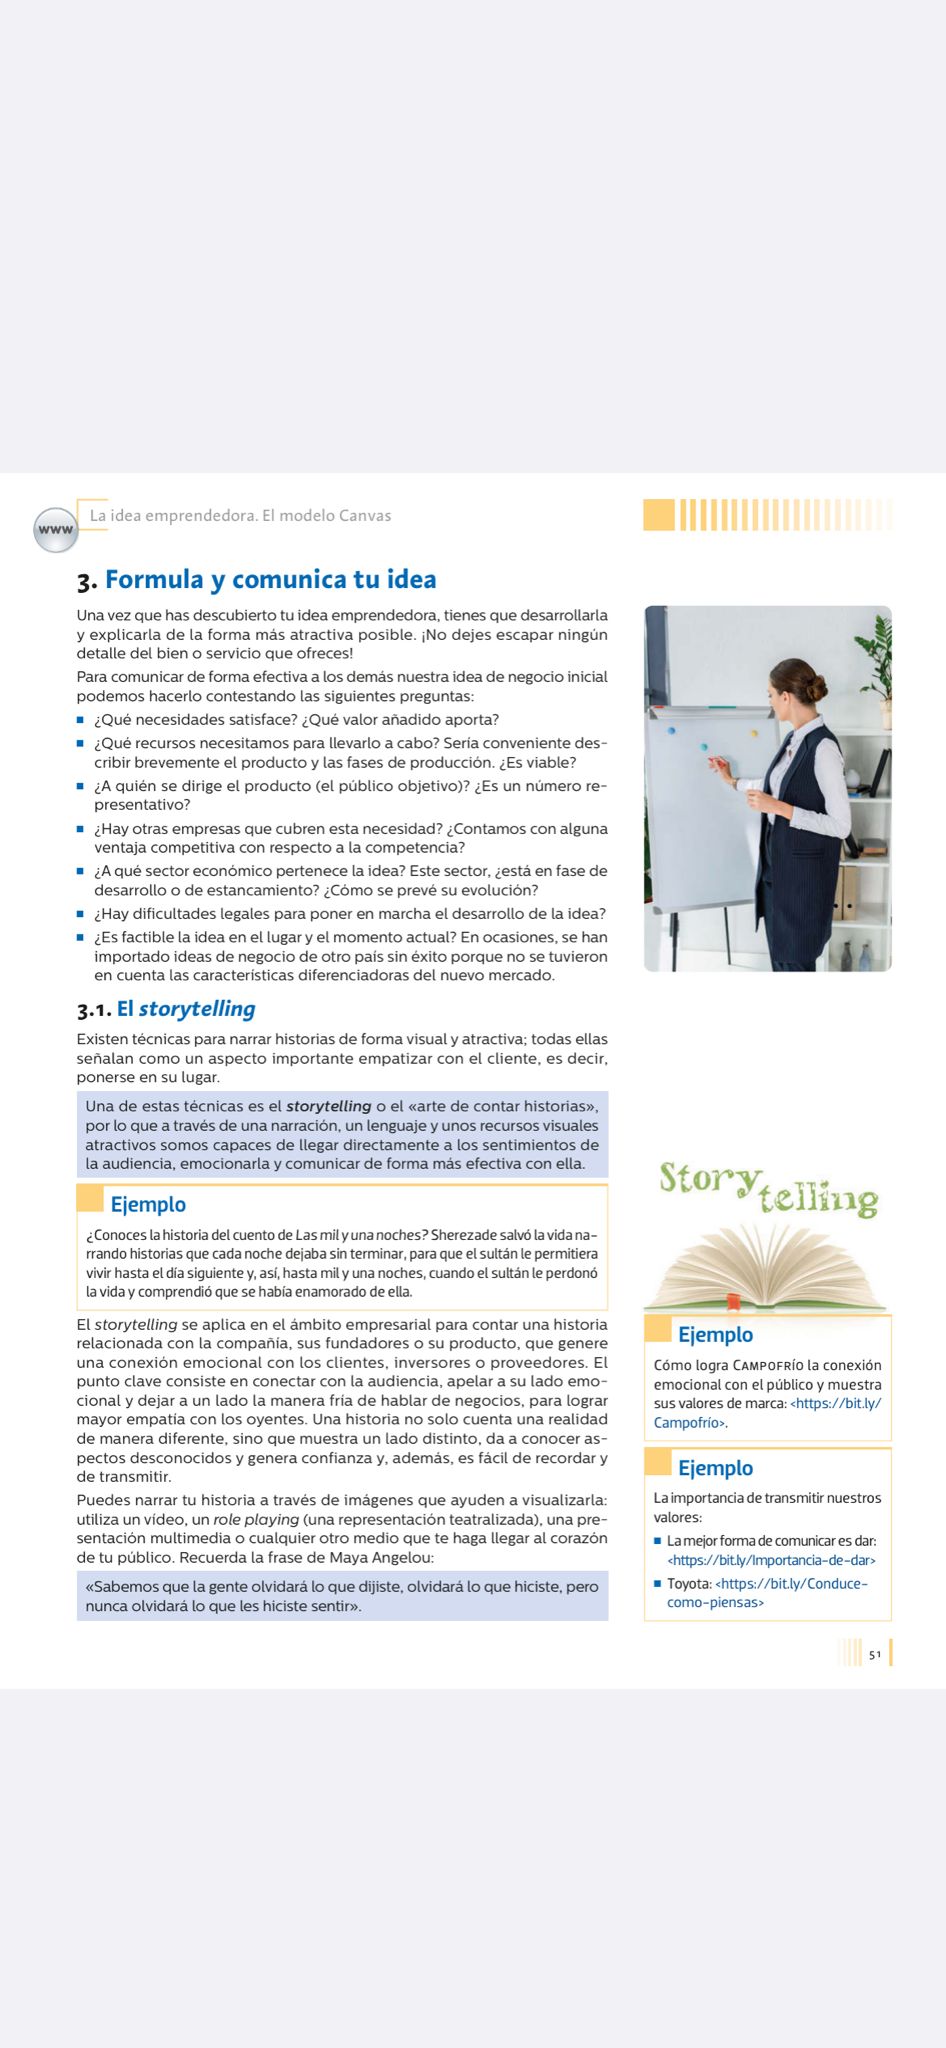 www
La idea emprendedora. El modelo Canvas
3. Formula y comunica tu idea
Una vez que has descubierto tu idea emprendedora, tienes que desarrollarla
y explicarla de la forma más atractiva posible. ¡No dejes escapar ningún
detalle del bien o servicio que ofreces!
Para comunicar de forma efectiva a los demás nuestra idea de negocio inicial
podemos hacerlo contestando las siguientes preguntas:
■ ¿Qué necesidades satisface? ¿Qué valor añadido aporta?
■ ¿Qué recursos necesitamos para llevarlo a cabo? Sería conveniente des-
cribir brevemente el producto y las fases de producción. ¿Es viable?
■ ¿A quién se dirige el producto (el público objetivo)? ¿Es un número re-
presentativo?
■ ¿Hay otras empresas que cubren esta necesidad? ¿Contamos con alguna
ventaja competitiva con respecto a la competencia?
■ ¿A qué sector económico pertenece la idea? Este sector, ¿está en fase de
desarrollo o de estancamiento? ¿Cómo se prevé su evolución?
■ ¿Hay dificultades legales para poner en marcha el desarrollo de la idea?
■ ¿Es factible la idea en el lugar y el momento actual? En ocasiones, se han
importado ideas de negocio de otro país sin éxito porque no se tuvieron
en cuenta las características diferenciadoras del nuevo mercado.
3.1. El storytelling
Existen técnicas para narrar historias de forma visual y atractiva; todas ellas
señalan como un aspecto importante empatizar con el cliente, es decir,
ponerse en su lugar.
Una de estas técnicas es el storytelling o el «arte de contar historias»,
por lo que a través de una narración, un lenguaje y unos recursos visuales
atractivos somos capaces de llegar directamente a los sentimientos de
la audiencia, emocionarla y comunicar de forma más efectiva con ella.
Ejemplo
¿Conoces la historia del cuento de Las mil y una noches? Sherezade salvó la vida na-
rrando historias que cada noche dejaba sin terminar, para que el sultán le permitiera
vivir hasta el día siguiente y, así, hasta mil y una noches, cuando el sultán le perdonó
la vida y comprendió que se había enamorado de ella.
El storytelling se aplica en el ámbito empresarial para contar una historia
relacionada con la compañía, sus fundadores o su producto, que genere
una conexión emocional con los clientes, inversores o proveedores. El
punto clave consiste en conectar con la audiencia, apelar a su lado emo-
cional y dejar a un lado la manera fría de hablar de negocios, para lograr
mayor empatía con los oyentes. Una historia no solo cuenta una realidad
de manera diferente, sino que muestra un lado distinto, da a conocer as-
pectos desconocidos y genera confianza y, además, es fácil de recordar y
de transmitir.
Puedes narrar tu historia a través de imágenes que ayuden a visualizarla:
utiliza un vídeo, un role playing (una representación teatralizada), una pre-
sentación multimedia o cualquier otro medio que te haga llegar al corazón
de tu público. Recuerda la frase de Maya Angelou:
«Sabemos que la gente olvidará lo que dijiste, olvidará lo que hiciste, pero
nunca olvidará lo que les hiciste sentir».
Story
telling
Ejemplo
Cómo logra CAMPOFRÍO la conexión
emocional con el público y muestra
sus valores de marca: <https://bit.ly/
Campofrío>.
Ejemplo
La importancia de transmitir nuestros
valores:
■ La mejor forma de comunicar es dar:
<https://bit.ly/Importancia-de-dar>
■ Toyota: <https://bit.ly/Conduce-
como-piensas>
51